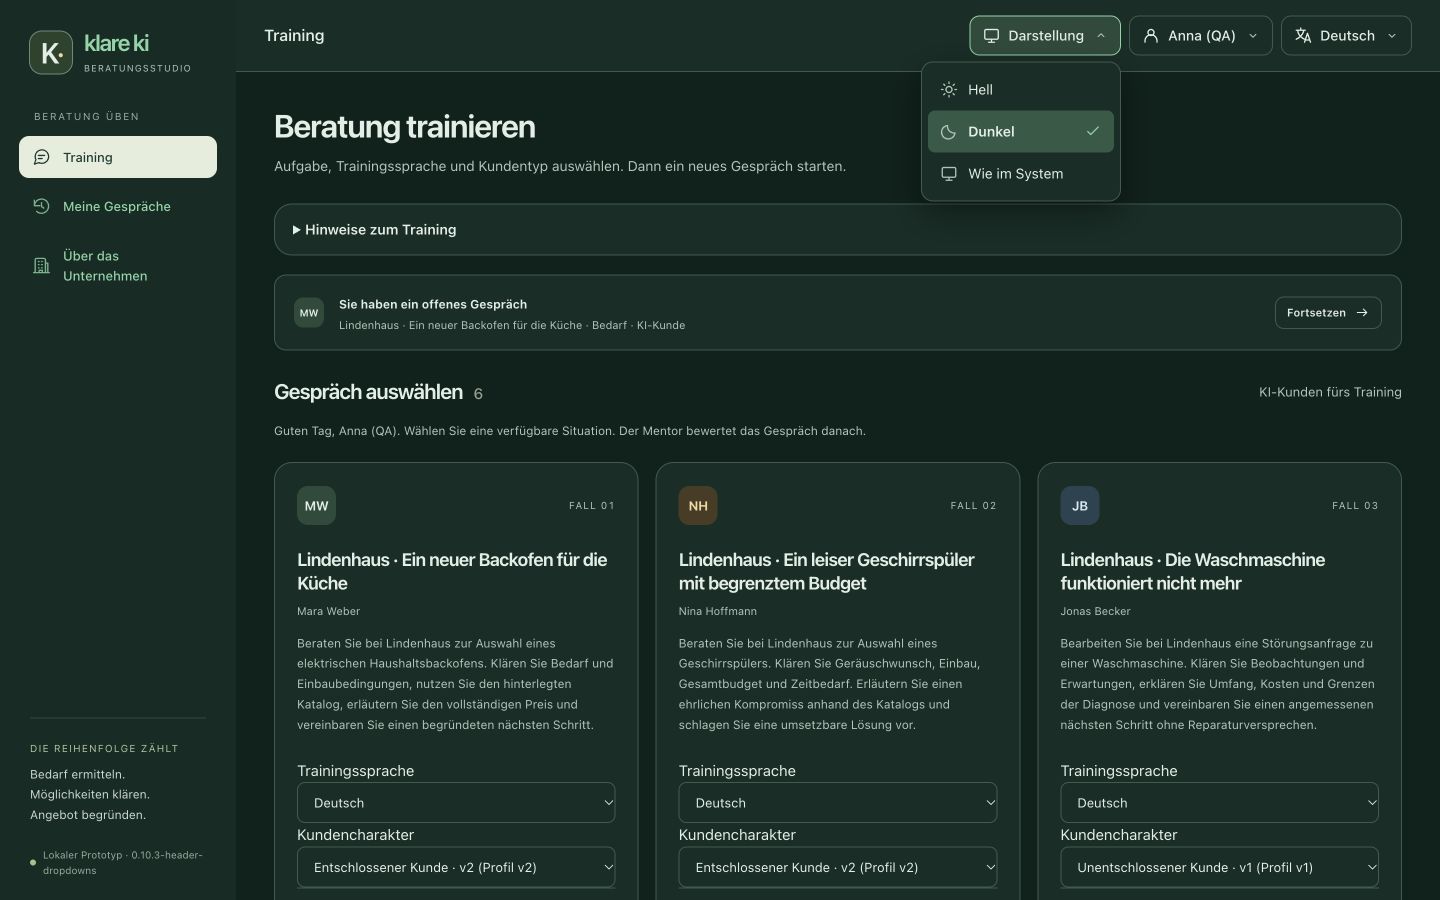 K
klare ki
BERATUNGSSTUDIO
BERATUNG ÜBEN
Training
Meine Gespräche
Über das
Unternehmen
DIE REIHENFOLGE ZÄHLT
Bedarf ermitteln.
Möglichkeiten klären.
Angebot begründen.
Lokaler Prototyp · 0.10.3-header-
dropdowns
Training
Darstellung
Anna (QA)
Deutsch
Hell
Dunkel
Wie im System
Beratung trainieren
Aufgabe, Trainingssprache und Kundentyp auswählen. Dann ein neues Gespräch starten.
Hinweise zum Training
MW
Sie haben ein offenes Gespräch
Lindenhaus · Ein neuer Backofen für die Küche · Bedarf · KI-Kunde
Fortsetzen
Gespräch auswählen 6
KI-Kunden fürs Training
Guten Tag, Anna (QA). Wählen Sie eine verfügbare Situation. Der Mentor bewertet das Gespräch danach.
MW
FALL 01
Lindenhaus · Ein neuer Backofen für die
Küche
Mara Weber
Beraten Sie bei Lindenhaus zur Auswahl eines
elektrischen Haushaltsbackofens. Klären Sie Bedarf und
Einbaubedingungen, nutzen Sie den hinterlegten
Katalog, erläutern Sie den vollständigen Preis und
vereinbaren Sie einen begründeten nächsten Schritt.
Trainingssprache
Deutsch
Kundencharakter
Entschlossener Kunde · v2 (Profil v2)
NH
FALL 02
Lindenhaus · Ein leiser Geschirrspüler
mit begrenztem Budget
Nina Hoffmann
Beraten Sie bei Lindenhaus zur Auswahl eines
Geschirrspülers. Klären Sie Geräuschwunsch, Einbau,
Gesamtbudget und Zeitbedarf. Erläutern Sie einen
ehrlichen Kompromiss anhand des Katalogs und
schlagen Sie eine umsetzbare Lösung vor.
Trainingssprache
Deutsch
Kundencharakter
Entschlossener Kunde · v2 (Profil v2)
JB
FALL 03
Lindenhaus · Die Waschmaschine
funktioniert nicht mehr
Jonas Becker
Bearbeiten Sie bei Lindenhaus eine Störungsanfrage zu
einer Waschmaschine. Klären Sie Beobachtungen und
Erwartungen, erklären Sie Umfang, Kosten und Grenzen
der Diagnose und vereinbaren Sie einen angemessenen
nächsten Schritt ohne Reparaturversprechen.
Trainingssprache
Deutsch
Kundencharakter
Unentschlossener Kunde · v1 (Profil v1)